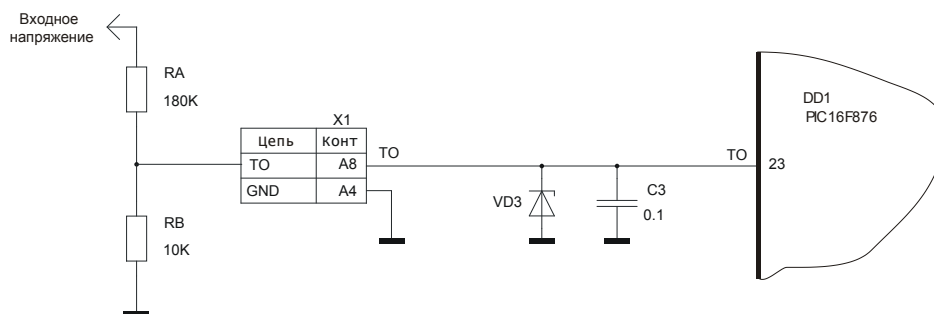 Входное
напряжение
RA
180K
X1
Цепь Конт
TO A8
GND A4
TO
RB
10K
VD3
C3
0.1
TO
23
DD1
PIC16F876